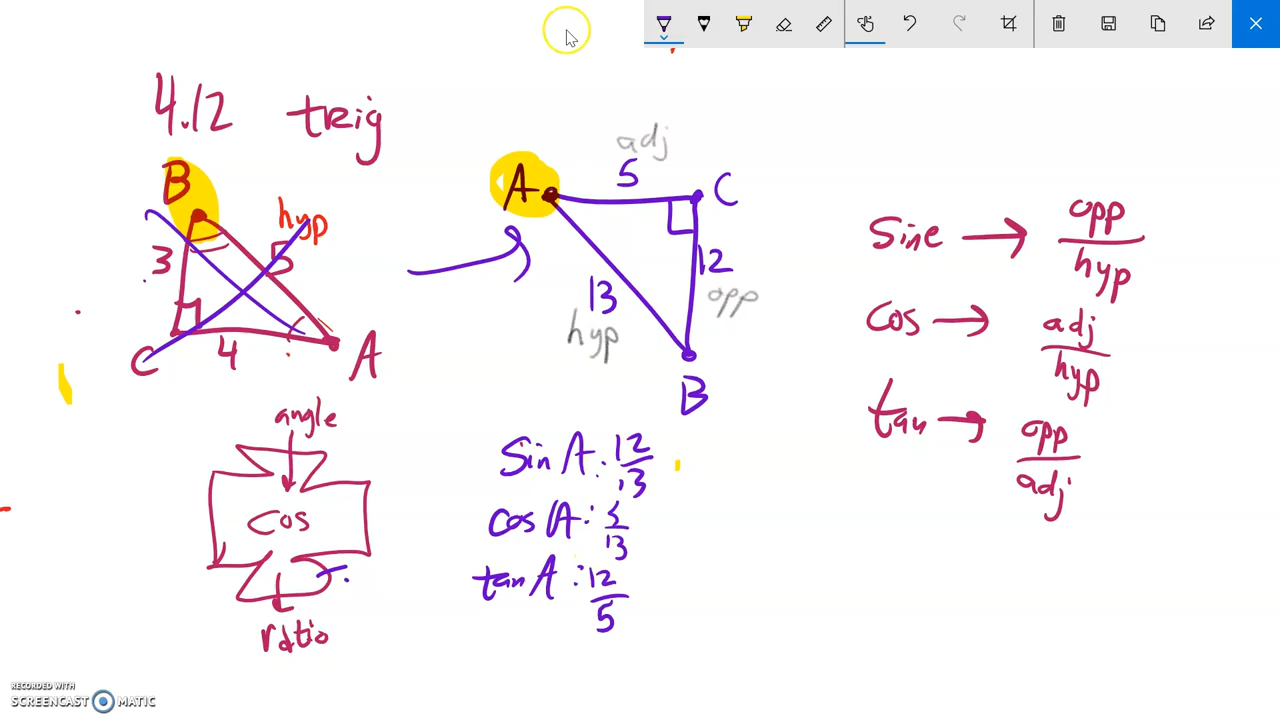 4.12 trig
B
hyp
3
5
4
C
A
angle
cos
ratio
adj
5
A
C
12
opp
13
hyp
B
sin A : 12/13
cos A : 5/13
tan A : 12/5
sine → opp/hyp
cos → adj/hyp
tan → opp/adj
RECORDED WITH
SCREENCAST MATIC